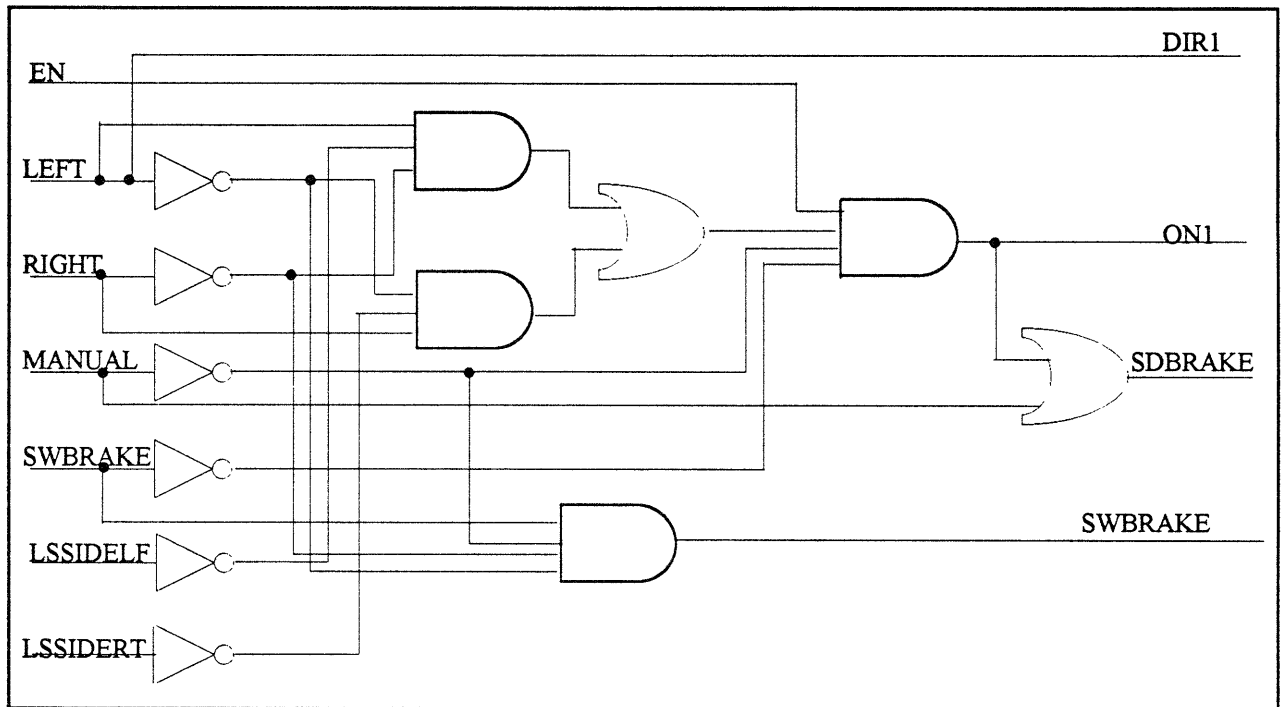 DIR1
EN
LEFT
RIGHT
ON1
MANUAL
SDBRAKE
SWBRAKE
SWBRAKE
LSSIDELF
LSSIDERT